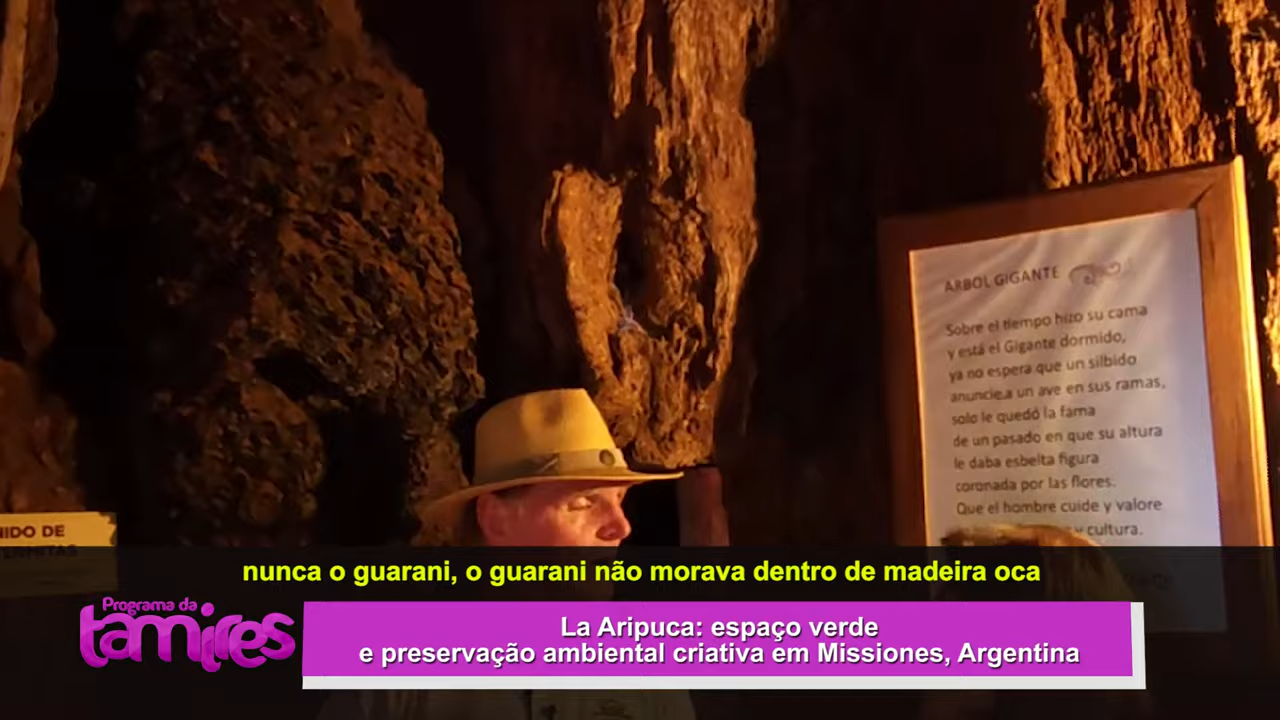 ARBOL GIGANTE
Sobre el tiempo hizo su cama
y está el Gigante dormido,
ya no espera que un silbido
anuncie a un ave en sus ramas,
solo le quedó la fama
de un pasado en que su altura
le daba esbelta figura
coronada por las flores.
Que el hombre cuide y valore
y cultura.
NIDO DE
TERMITAS
nunca o guarani, o guarani não morava dentro de madeira oca
Programa da
tamires
La Aripuca: espaço verde
e preservação ambiental criativa em Missiones, Argentina